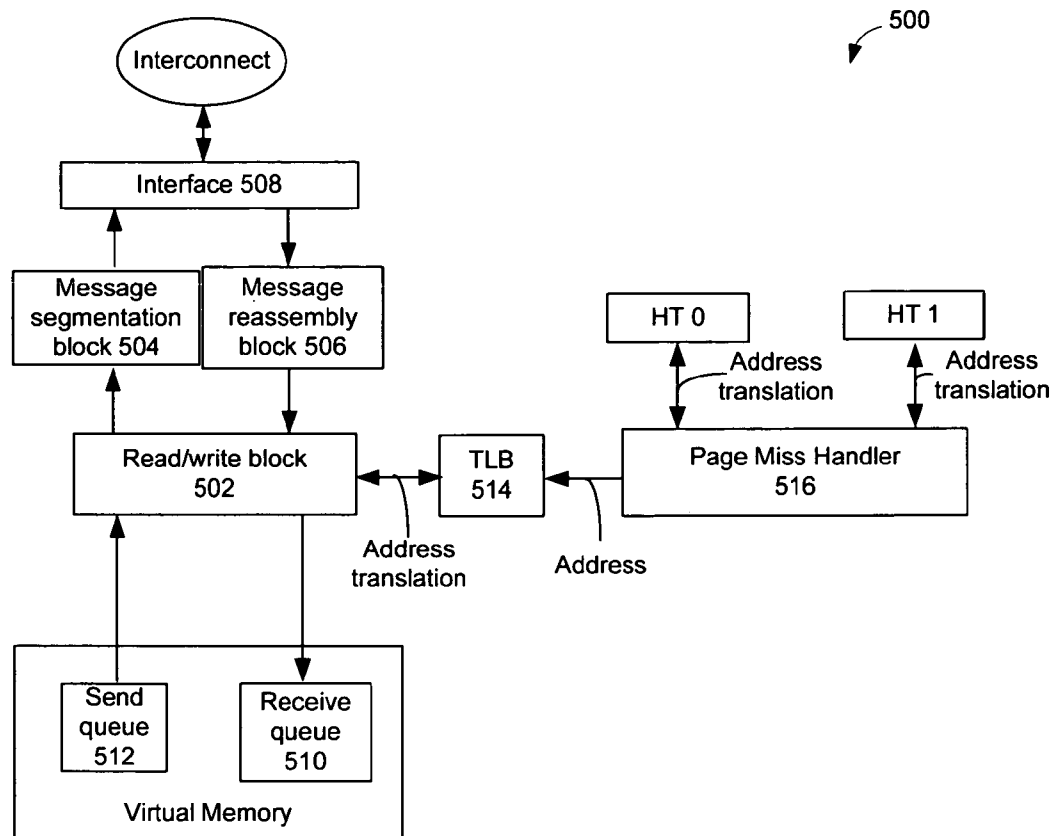 500
Interconnect
Interface 508
Message
segmentation
block 504
Message
reassembly
block 506
HT 0
HT 1
Address
translation
Address
translation
Read/write block
502
TLB
514
Page Miss Handler
516
Address
translation
Address
Send
queue
512
Receive
queue
510
Virtual Memory